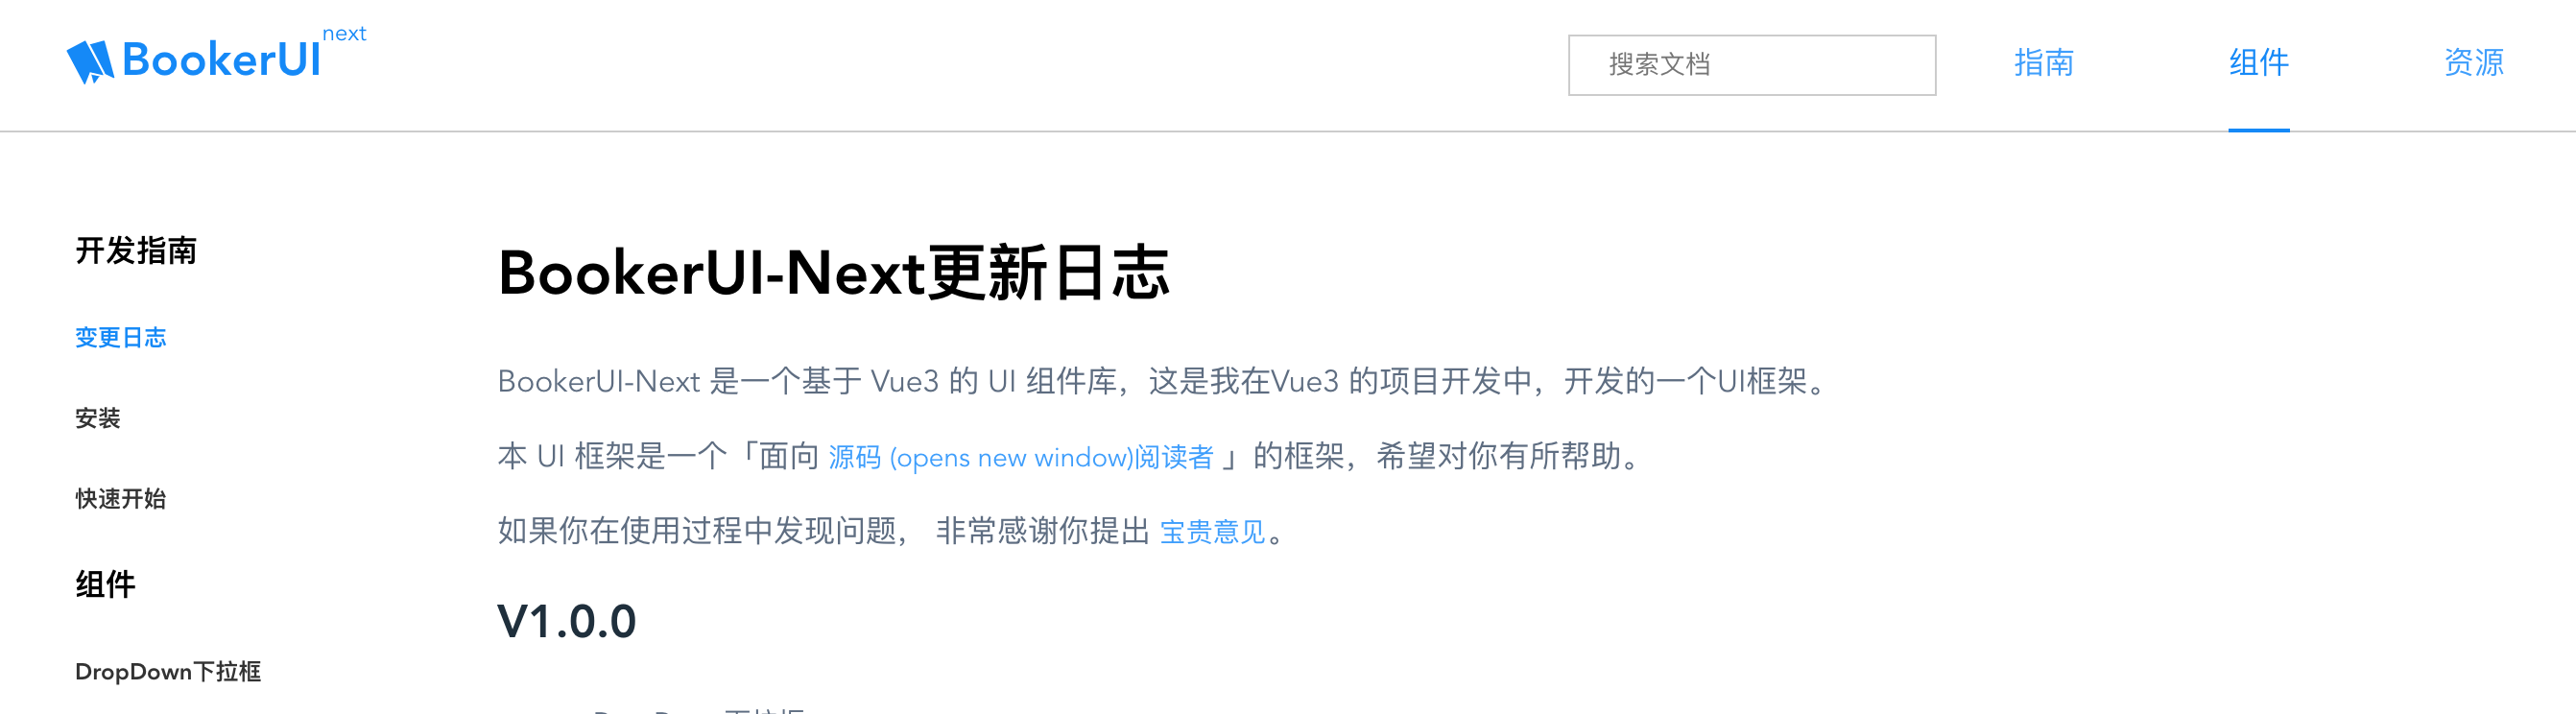 BookerUI next
搜索文档
指南
组件
资源
开发指南
变更日志
安装
快速开始
组件
DropDown下拉框
BookerUI-Next更新日志
BookerUI-Next 是一个基于 Vue3 的 UI 组件库，这是我在Vue3 的项目开发中，开发的一个UI框架。
本 UI 框架是一个「面向 源码 (opens new window)阅读者 」的框架，希望对你有所帮助。
如果你在使用过程中发现问题， 非常感谢你提出 宝贵意见。
V1.0.0